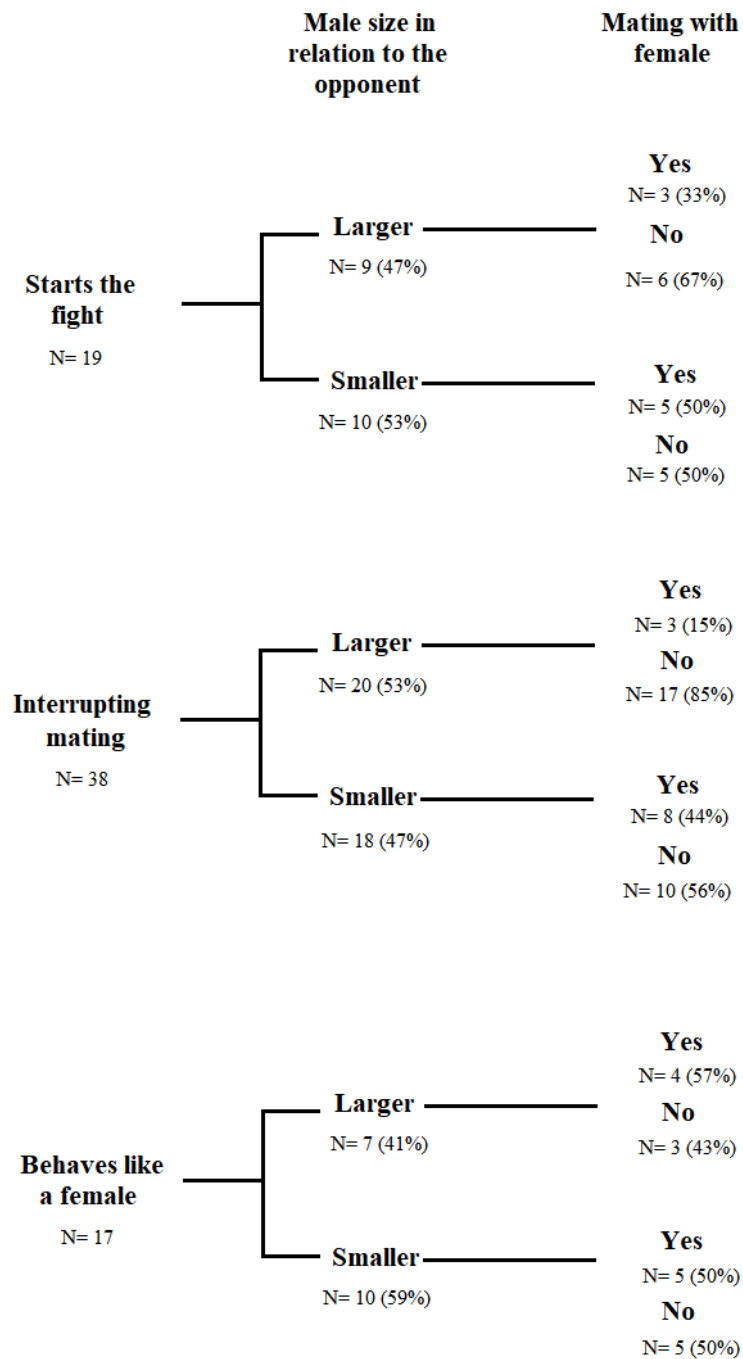 Male size in
relation to the
opponent
Mating with
female
Starts the
fight
N= 19
Larger
N= 9 (47%)
Yes
N= 3 (33%)
No
N= 6 (67%)
Smaller
N= 10 (53%)
Yes
N= 5 (50%)
No
N= 5 (50%)
Interrupting
mating
N= 38
Larger
N= 20 (53%)
Yes
N= 3 (15%)
No
N= 17 (85%)
Smaller
N= 18 (47%)
Yes
N= 8 (44%)
No
N= 10 (56%)
Behaves like
a female
N= 17
Larger
N= 7 (41%)
Yes
N= 4 (57%)
No
N= 3 (43%)
Smaller
N= 10 (59%)
Yes
N= 5 (50%)
No
N= 5 (50%)